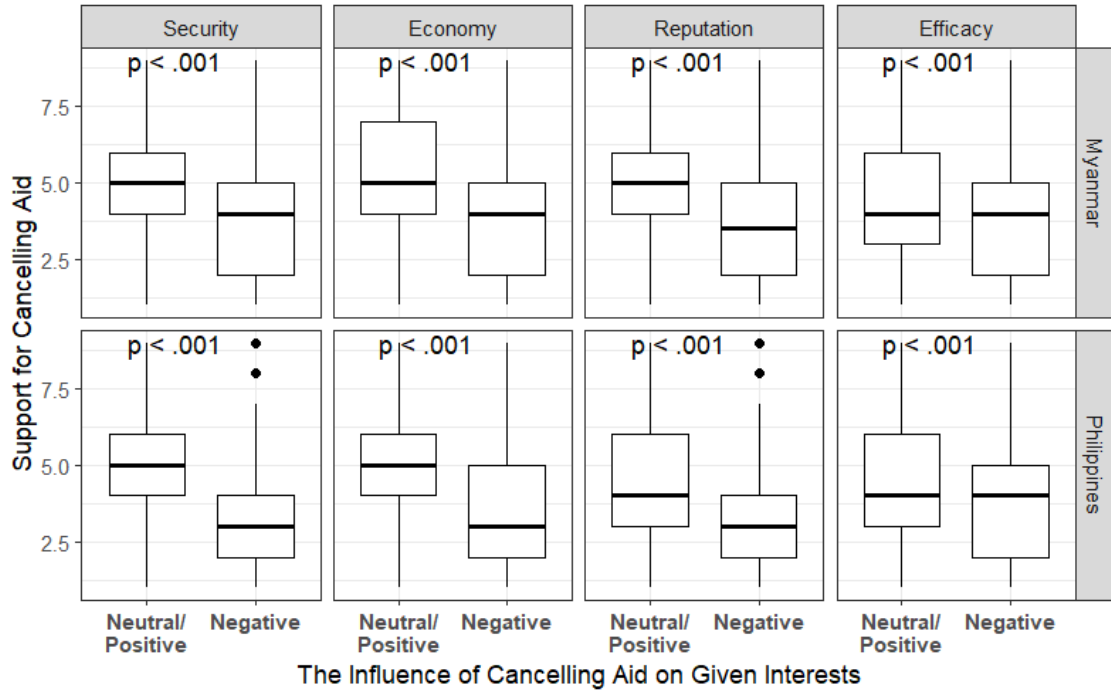 Security Economy Reputation Efficacy
p < .001 p < .001 p < .001 p < .001
7.5
5.0
2.5
Myanmar
p < .001 p < .001 p < .001 p < .001
7.5
5.0
2.5
Philippines
Support for Cancelling Aid
Neutral/ Negative Neutral/ Negative Neutral/ Negative Neutral/ Negative
Positive Positive Positive Positive
The Influence of Cancelling Aid on Given Interests